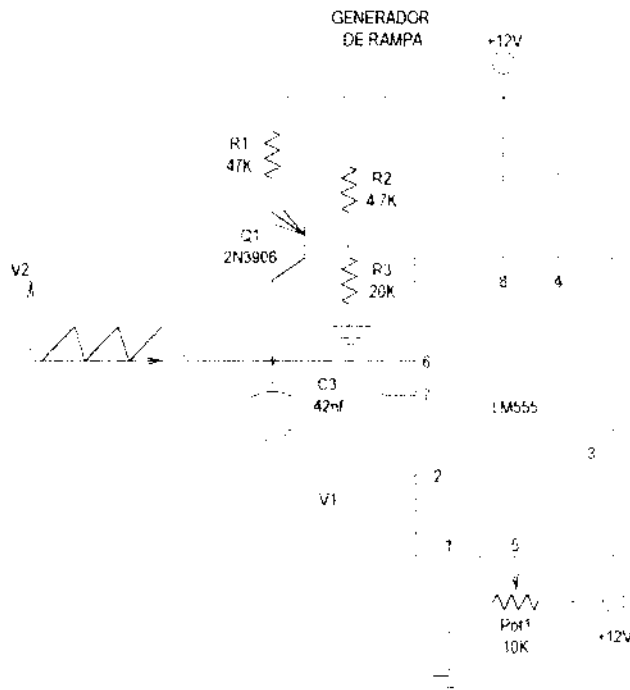 GENERADOR
DE RAMPA
+12V
R1
47K
R2
4.7K
Q1
2N3906
V2
R3
20K
8
4
6
C3
42nf
7
LM555
3
2
V1
1
5
Pot1
10K
+12V